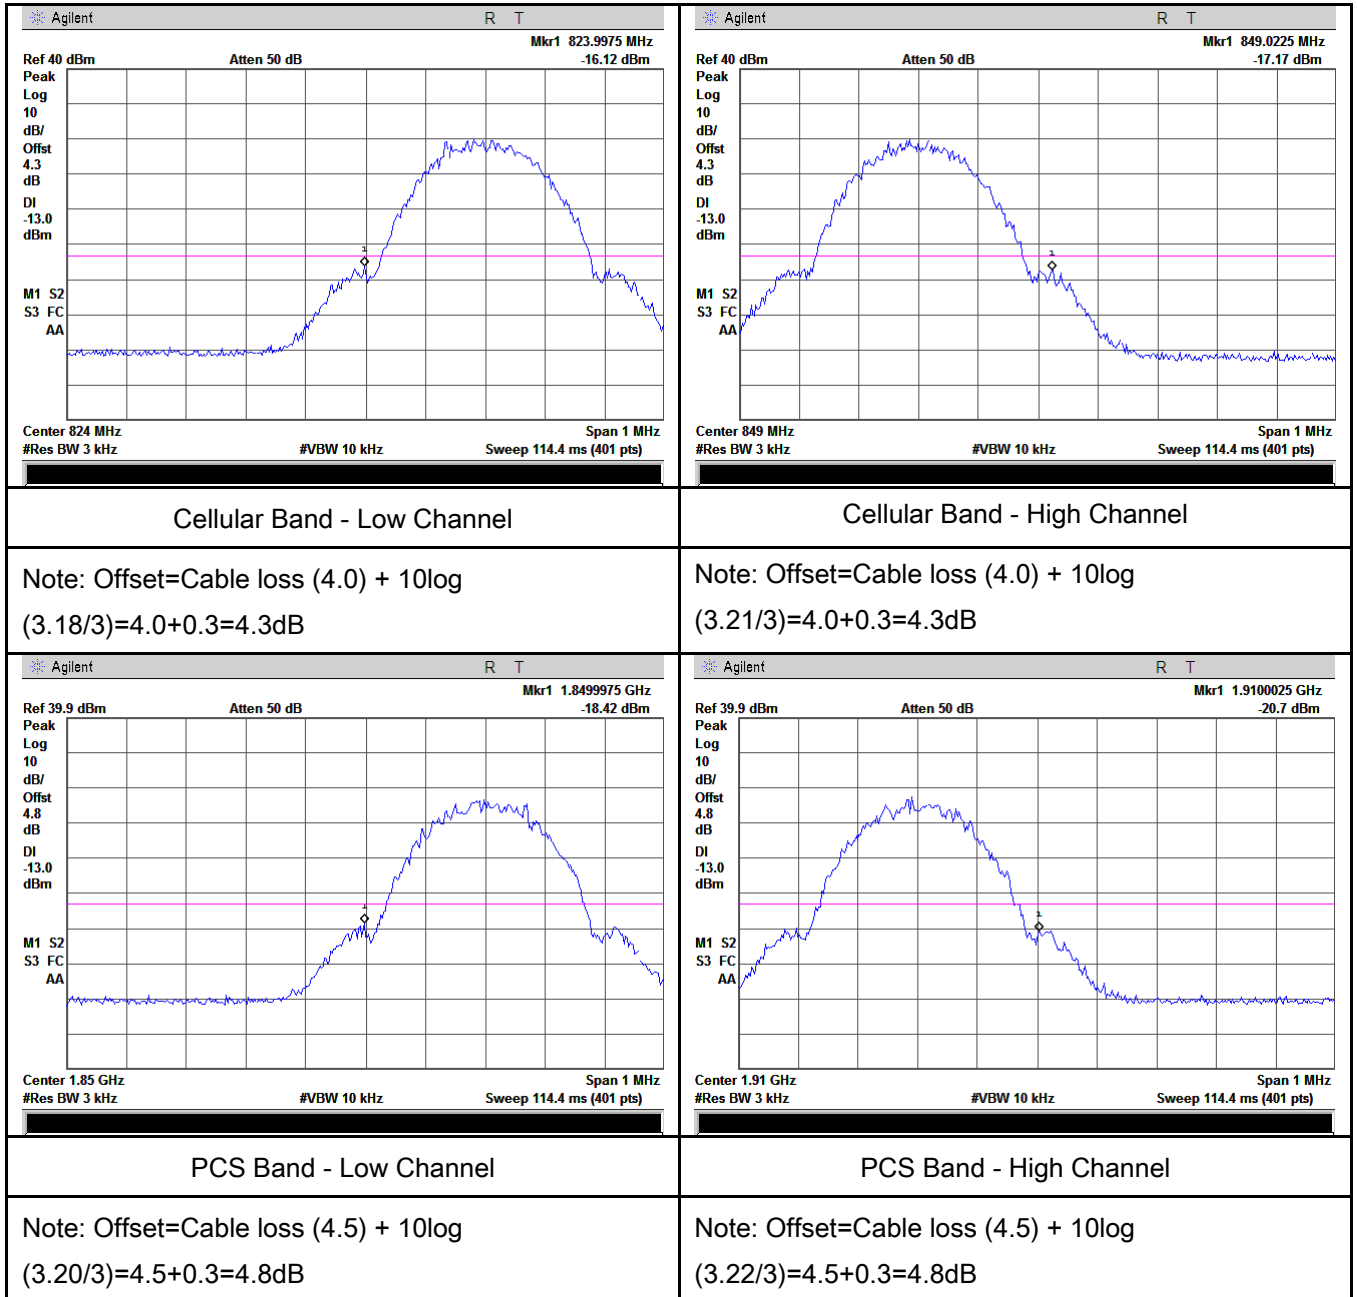 Agilent
R T
Mkr1 823.9975 MHz
Ref 40 dBm
Atten 50 dB
-16.12 dBm
Peak
Log
10
dB/
Offst
4.3
dB
DI
-13.0
dBm
M1 S2
S3 FC
AA
1
Center 824 MHz
Span 1 MHz
#Res BW 3 kHz
#VBW 10 kHz
Sweep 114.4 ms (401 pts)
Agilent
R T
Mkr1 849.0225 MHz
Ref 40 dBm
Atten 50 dB
-17.17 dBm
Peak
Log
10
dB/
Offst
4.3
dB
DI
-13.0
dBm
M1 S2
S3 FC
AA
1
Center 849 MHz
Span 1 MHz
#Res BW 3 kHz
#VBW 10 kHz
Sweep 114.4 ms (401 pts)
Cellular Band - Low Channel
Cellular Band - High Channel
Note: Offset=Cable loss (4.0) + 10log
(3.18/3)=4.0+0.3=4.3dB
Note: Offset=Cable loss (4.0) + 10log
(3.21/3)=4.0+0.3=4.3dB
Agilent
R T
Mkr1 1.8499975 GHz
Ref 39.9 dBm
Atten 50 dB
-18.42 dBm
Peak
Log
10
dB/
Offst
4.8
dB
DI
-13.0
dBm
M1 S2
S3 FC
AA
1
Center 1.85 GHz
Span 1 MHz
#Res BW 3 kHz
#VBW 10 kHz
Sweep 114.4 ms (401 pts)
Agilent
R T
Mkr1 1.9100025 GHz
Ref 39.9 dBm
Atten 50 dB
-20.7 dBm
Peak
Log
10
dB/
Offst
4.8
dB
DI
-13.0
dBm
M1 S2
S3 FC
AA
1
Center 1.91 GHz
Span 1 MHz
#Res BW 3 kHz
#VBW 10 kHz
Sweep 114.4 ms (401 pts)
PCS Band - Low Channel
PCS Band - High Channel
Note: Offset=Cable loss (4.5) + 10log
(3.20/3)=4.5+0.3=4.8dB
Note: Offset=Cable loss (4.5) + 10log
(3.22/3)=4.5+0.3=4.8dB